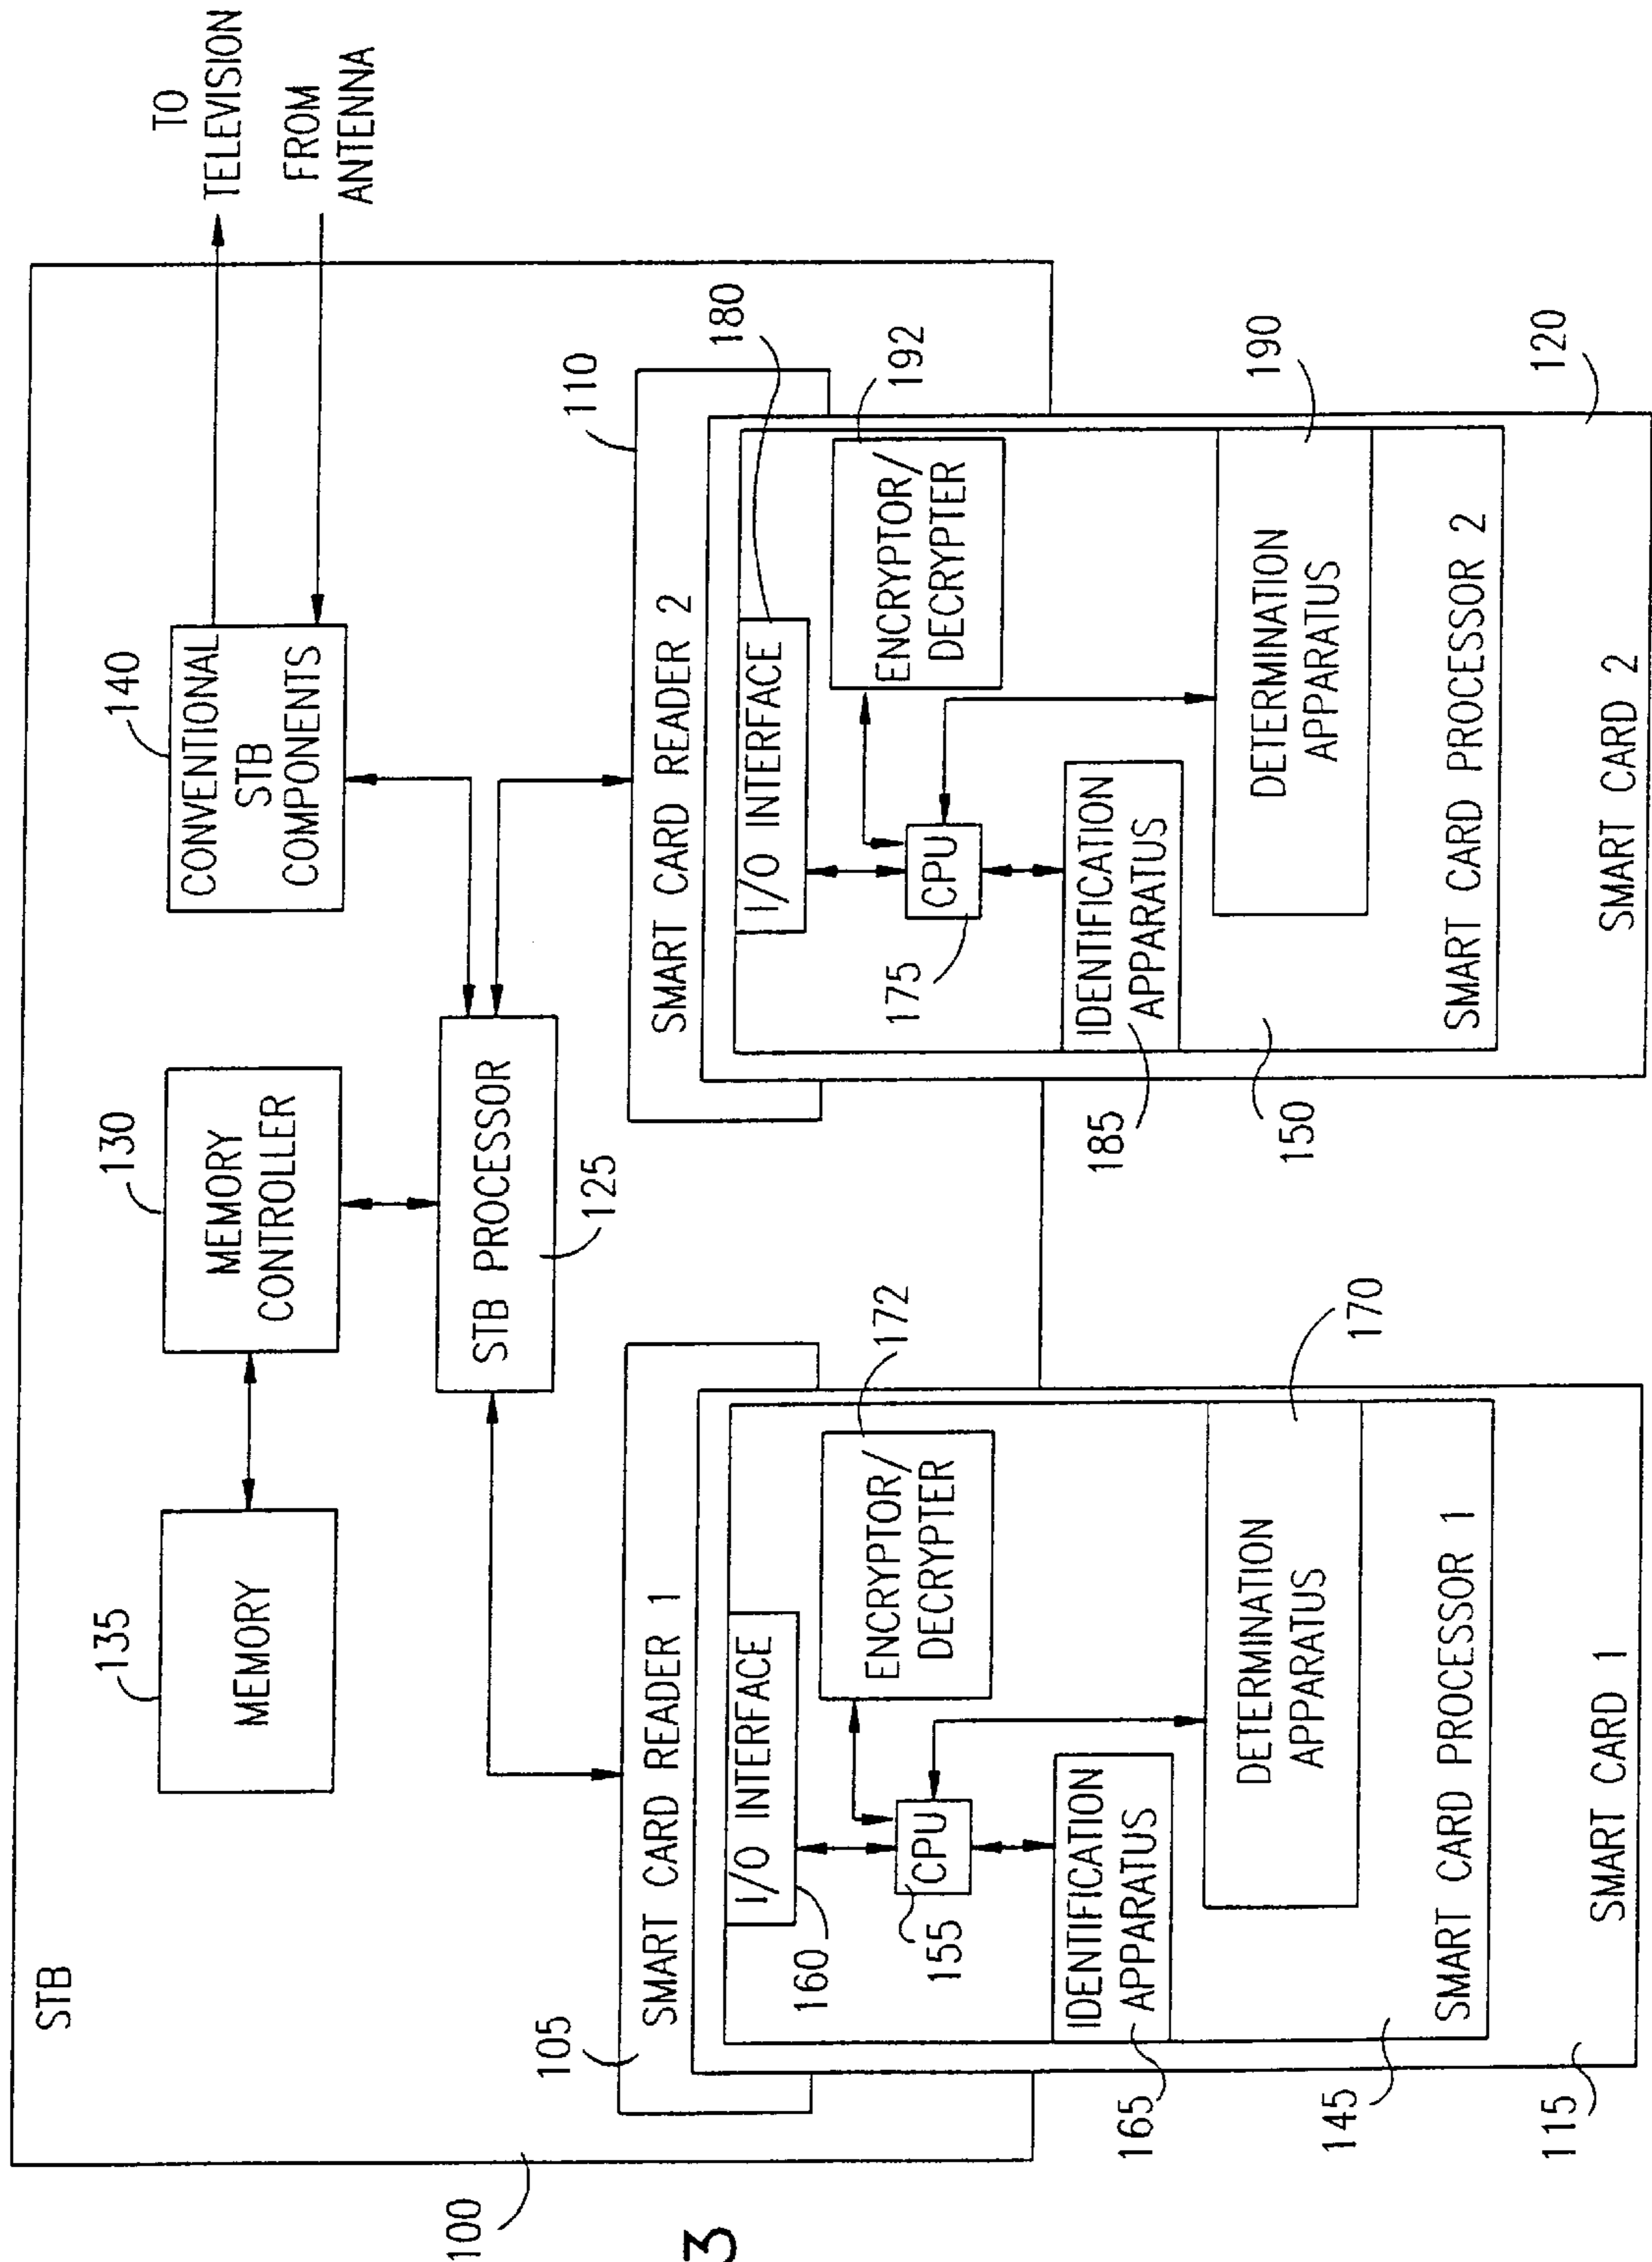 STB
TO
TELEVISION
FROM
ANTENNA
135
MEMORY
130
MEMORY
CONTROLLER
140
CONVENTIONAL
STB
COMPONENTS
STB PROCESSOR
125
105
SMART CARD READER 1
I/O INTERFACE
160
172
ENCRYPTOR/
DECRYPTER
CPU
155
IDENTIFICATION
APPARATUS
165
170
DETERMINATION
APPARATUS
SMART CARD PROCESSOR 1
145
SMART CARD 1
115
110
SMART CARD READER 2
180
I/O INTERFACE
192
ENCRYPTOR/
DECRYPTER
CPU
175
IDENTIFICATION
APPARATUS
185
190
DETERMINATION
APPARATUS
SMART CARD PROCESSOR 2
150
SMART CARD 2
120
100
3